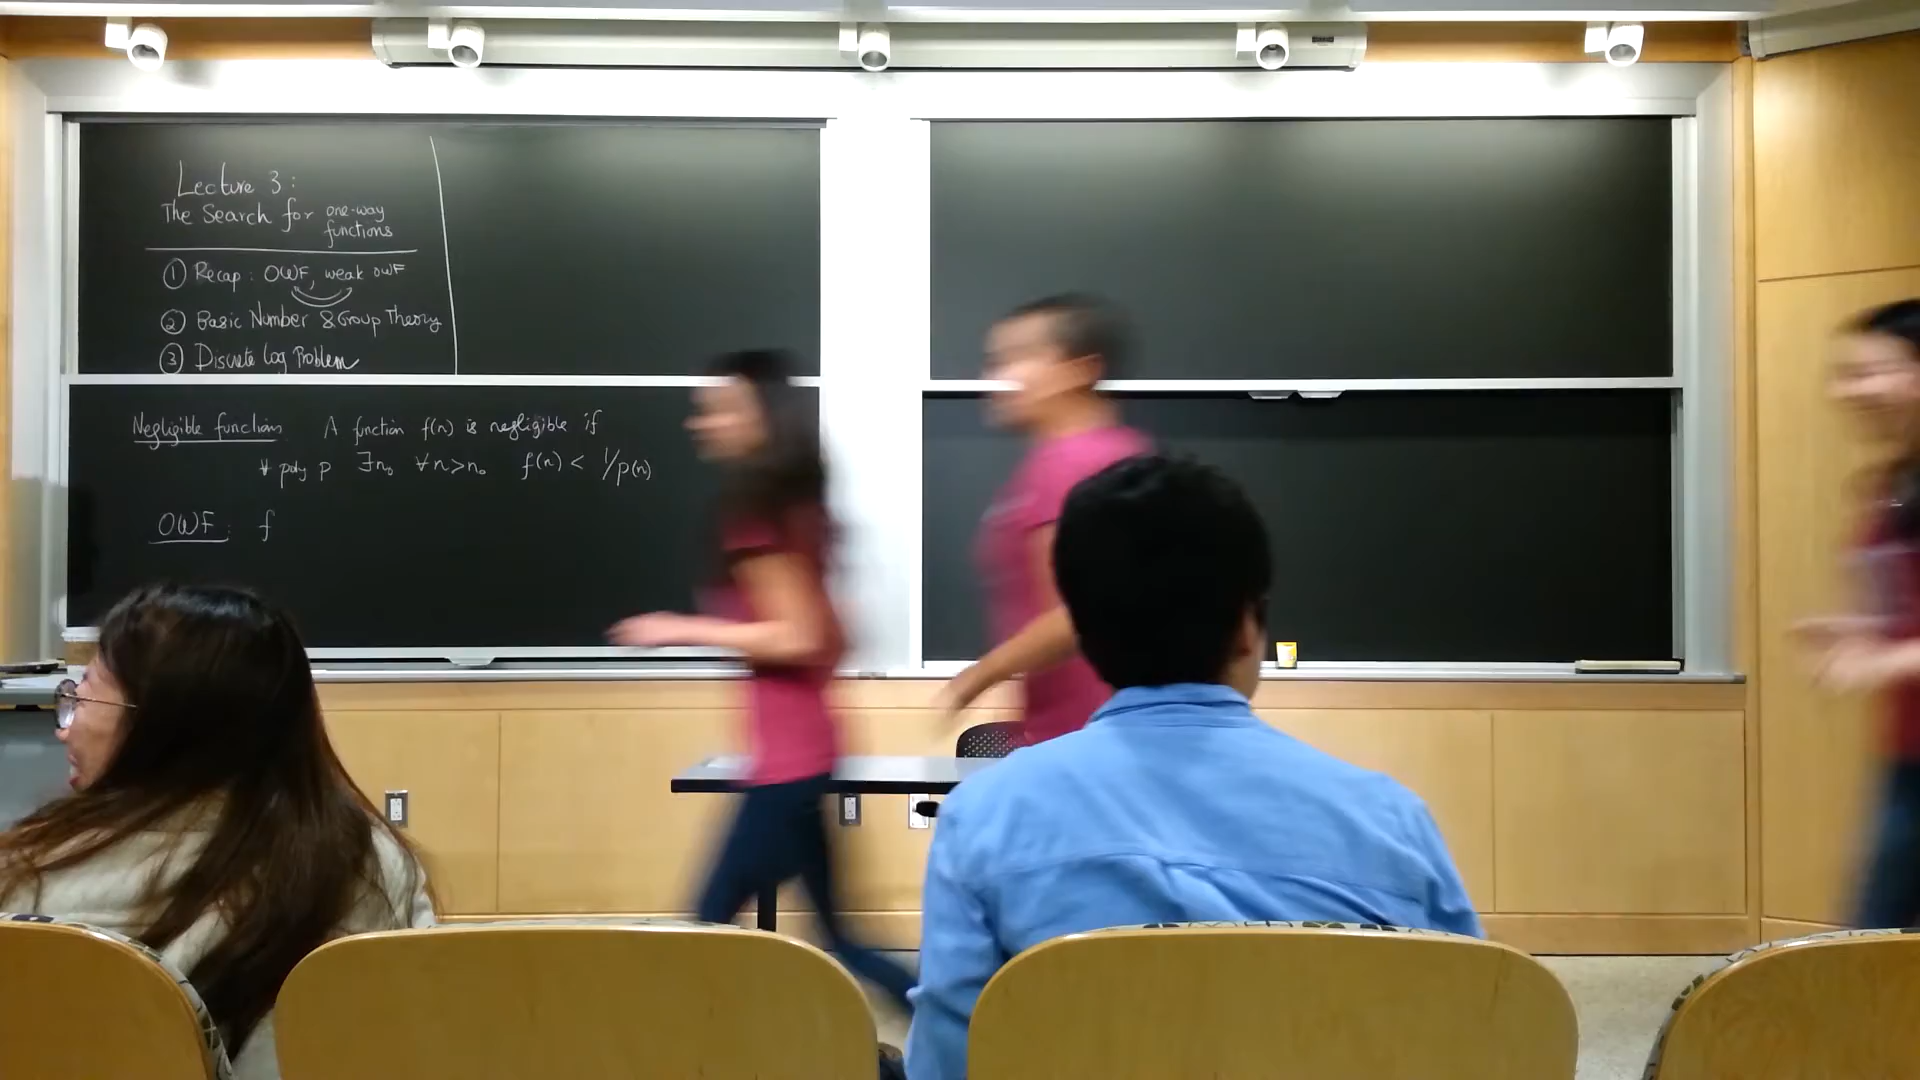 Lecture 3:
The Search for one-way functions
① Recap: OWF, weak OWF
② Basic Number & Group Theory
③ Discrete Log Problem
Negligible functions A function f(n) is negligible if
∀ poly p ∃n₀ ∀n>n₀ f(n) < 1/p(n)
OWF: f